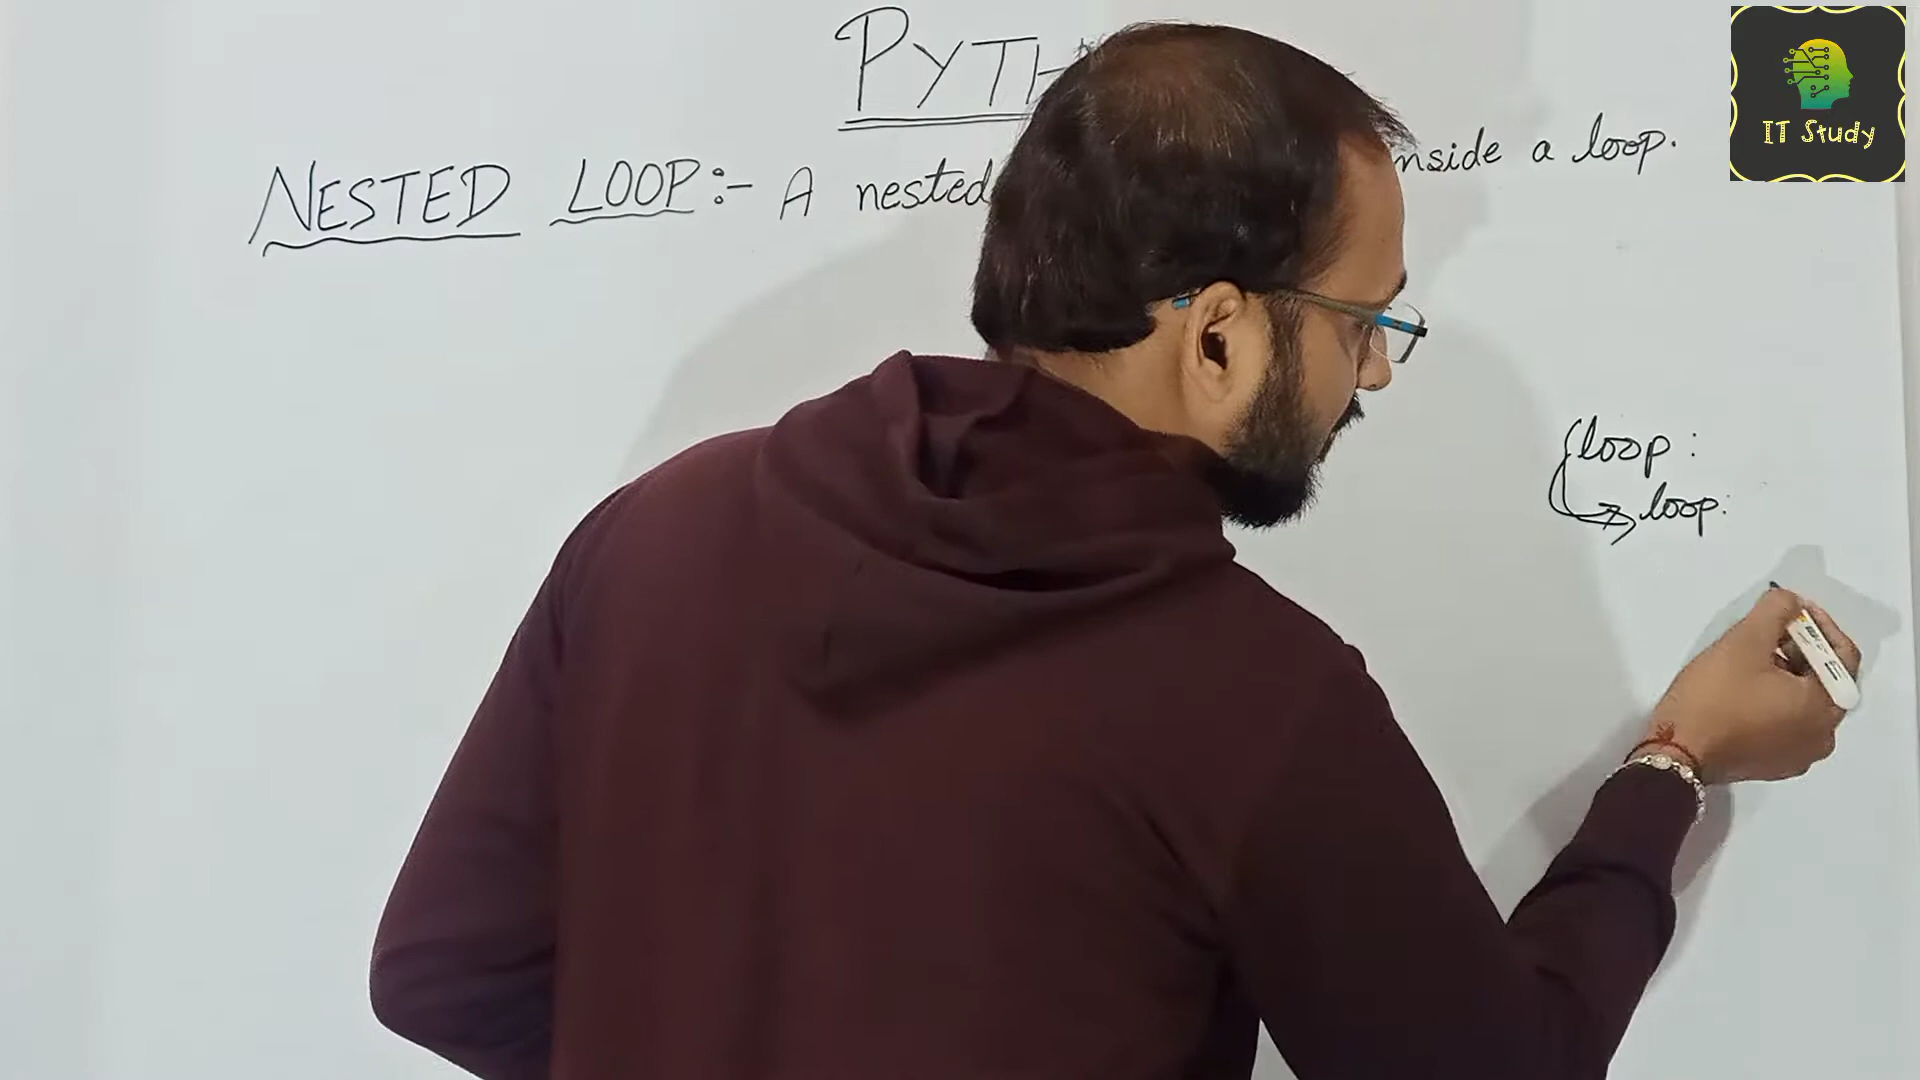 PYTH
NESTED LOOP:- A nested nside a loop.
loop:
loop:
IT Study